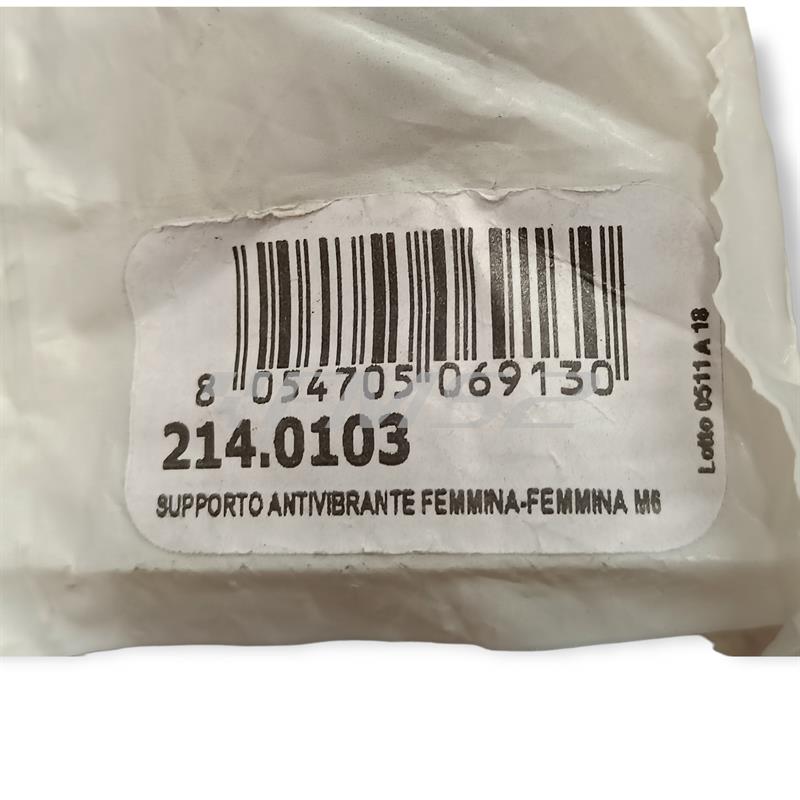 8 054705 069130
214.0103
SUPPORTO ANTIVIBRANTE FEMMINA-FEMMINA M6
Lotto 0511 A 18